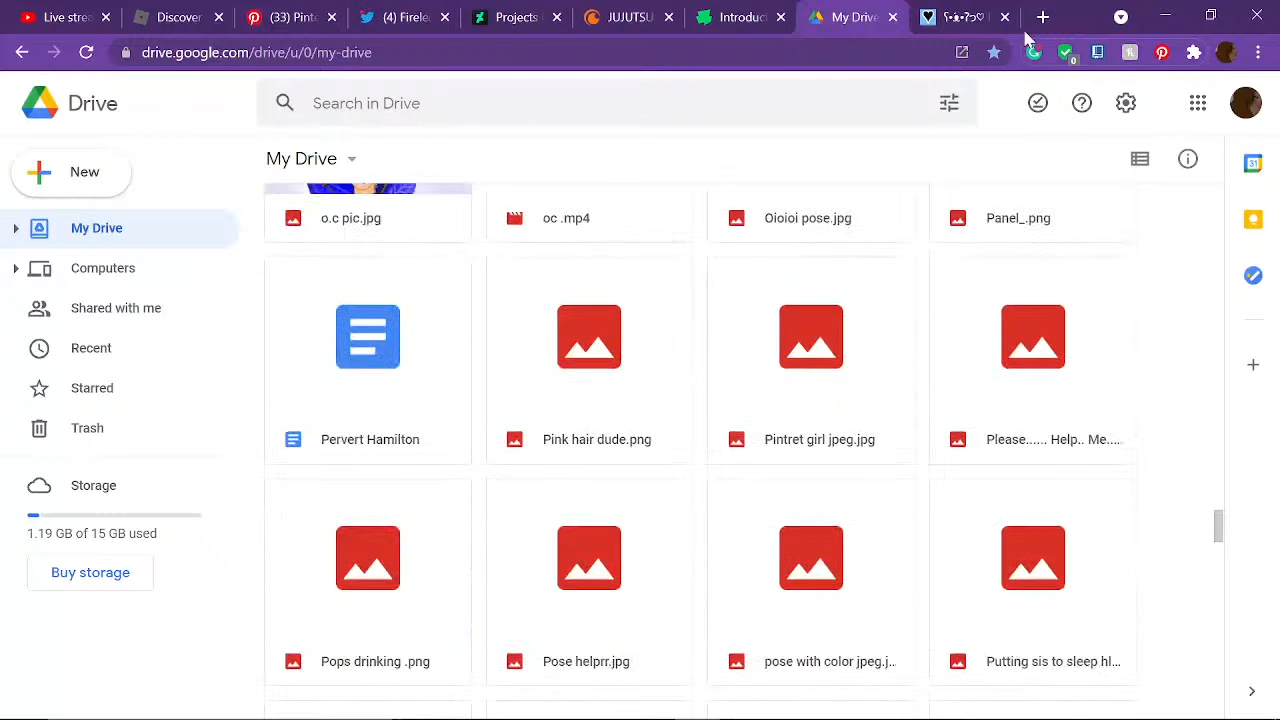 Live stre
Discover
(33) Pint
(4) Firele
Projects
JUJUTSU
Introduc
My Drive
drive.google.com/drive/u/0/my-drive
0
Drive
Search in Drive
New
My Drive
My Drive
Computers
Shared with me
Recent
Starred
Trash
Storage
1.19 GB of 15 GB used
Buy storage
o.c pic.jpg
oc .mp4
Oioioi pose.jpg
Panel_.png
Pervert Hamilton
Pink hair dude.png
Pintret girl jpeg.jpg
Please...... Help.. Me....
Pops drinking .png
Pose helprr.jpg
pose with color jpeg.j...
Putting sis to sleep hl...
31